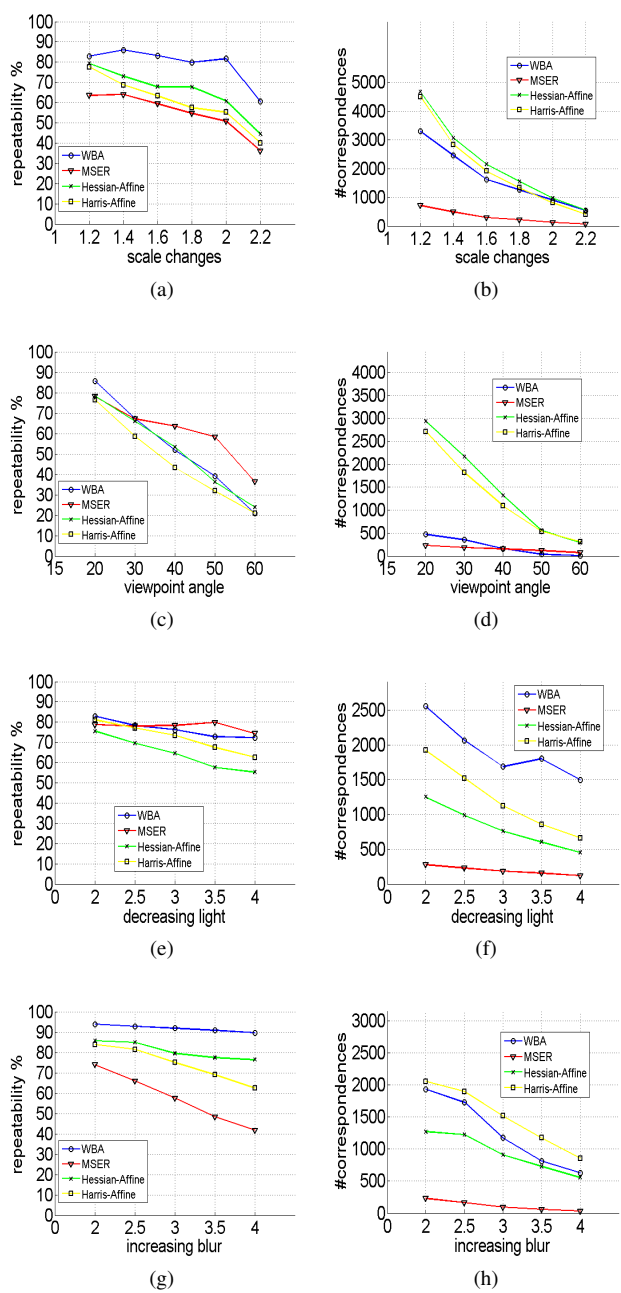 repeatability %
100
90
80
70
60
50
40
30
20
10
0
WBA
MSER
Hessian-Affine
Harris-Affine
1 1.2 1.4 1.6 1.8 2 2.2
scale changes
(a)
#correspondences
5000
4000
3000
2000
1000
0
WBA
MSER
Hessian-Affine
Harris-Affine
1 1.2 1.4 1.6 1.8 2 2.2
scale changes
(b)
repeatability %
100
90
80
70
60
50
40
30
20
10
0
WBA
MSER
Hessian-Affine
Harris-Affine
15 20 30 40 50 60
viewpoint angle
(c)
#correspondences
4000
3500
3000
2500
2000
1500
1000
500
0
WBA
MSER
Hessian-Affine
Harris-Affine
15 20 30 40 50 60
viewpoint angle
(d)
repeatability %
100
90
80
70
60
50
40
30
20
10
0
WBA
MSER
Hessian-Affine
Harris-Affine
0 2 2.5 3 3.5 4
decreasing light
(e)
#correspondences
2500
2000
1500
1000
500
0
WBA
MSER
Hessian-Affine
Harris-Affine
0 2 2.5 3 3.5 4
decreasing light
(f)
repeatability %
100
90
80
70
60
50
40
30
20
10
0
WBA
MSER
Hessian-Affine
Harris-Affine
0 2 2.5 3 3.5 4
increasing blur
(g)
#correspondences
3000
2500
2000
1500
1000
500
0
WBA
MSER
Hessian-Affine
Harris-Affine
0 2 2.5 3 3.5 4
increasing blur
(h)